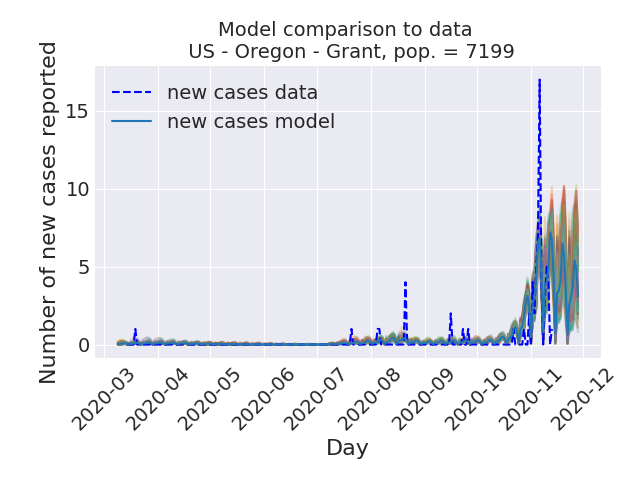 Model comparison to data
US - Oregon - Grant, pop. = 7199
Number of new cases reported
new cases data
new cases model
15
10
5
0
2020-03
2020-04
2020-05
2020-06
2020-07
2020-08
2020-09
2020-10
2020-11
2020-12
Day